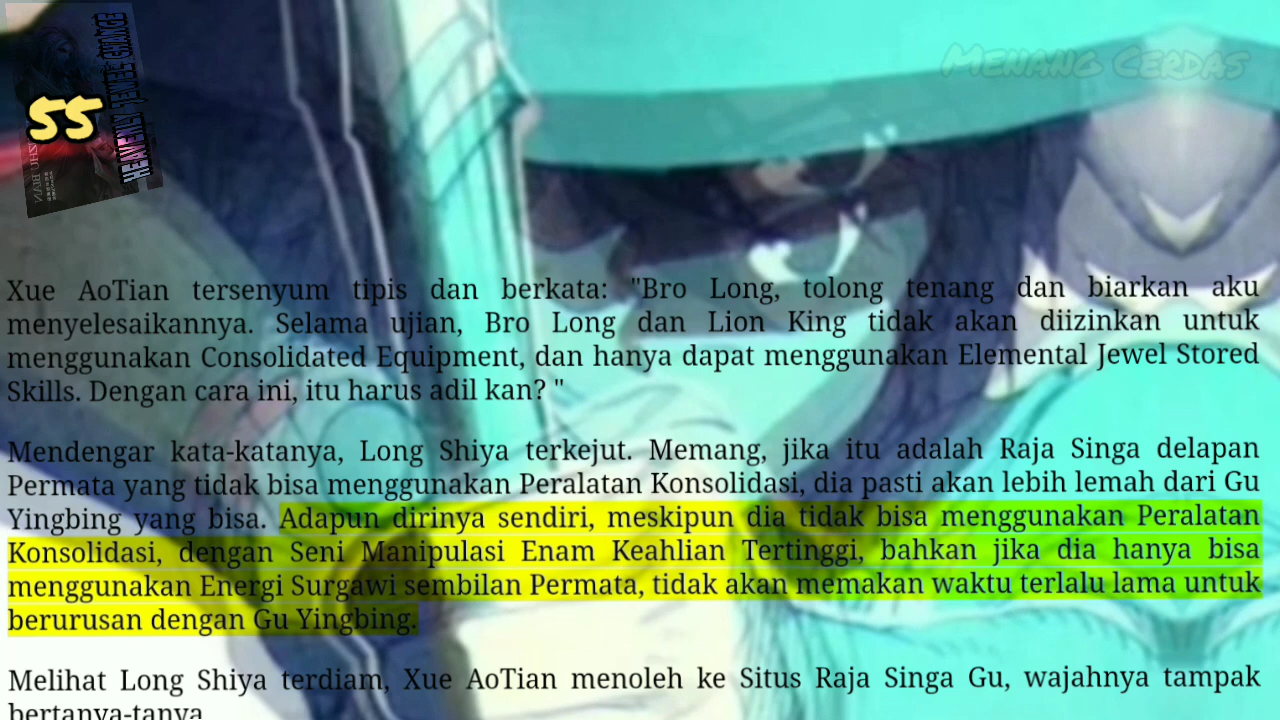 Menang Cerdas
55
HEAVENLY JEWEL CHANGE
Xue AoTian tersenyum tipis dan berkata: "Bro Long, tolong tenang dan biarkan aku
menyelesaikannya. Selama ujian, Bro Long dan Lion King tidak akan diizinkan untuk
menggunakan Consolidated Equipment, dan hanya dapat menggunakan Elemental Jewel Stored
Skills. Dengan cara ini, itu harus adil kan? "
Mendengar kata-katanya, Long Shiya terkejut. Memang, jika itu adalah Raja Singa delapan
Permata yang tidak bisa menggunakan Peralatan Konsolidasi, dia pasti akan lebih lemah dari Gu
Yingbing yang bisa. Adapun dirinya sendiri, meskipun dia tidak bisa menggunakan Peralatan
Konsolidasi, dengan Seni Manipulasi Enam Keahlian Tertinggi, bahkan jika dia hanya bisa
menggunakan Energi Surgawi sembilan Permata, tidak akan memakan waktu terlalu lama untuk
berurusan dengan Gu Yingbing.
Melihat Long Shiya terdiam, Xue AoTian menoleh ke Situs Raja Singa Gu, wajahnya tampak
bertanya-tanya